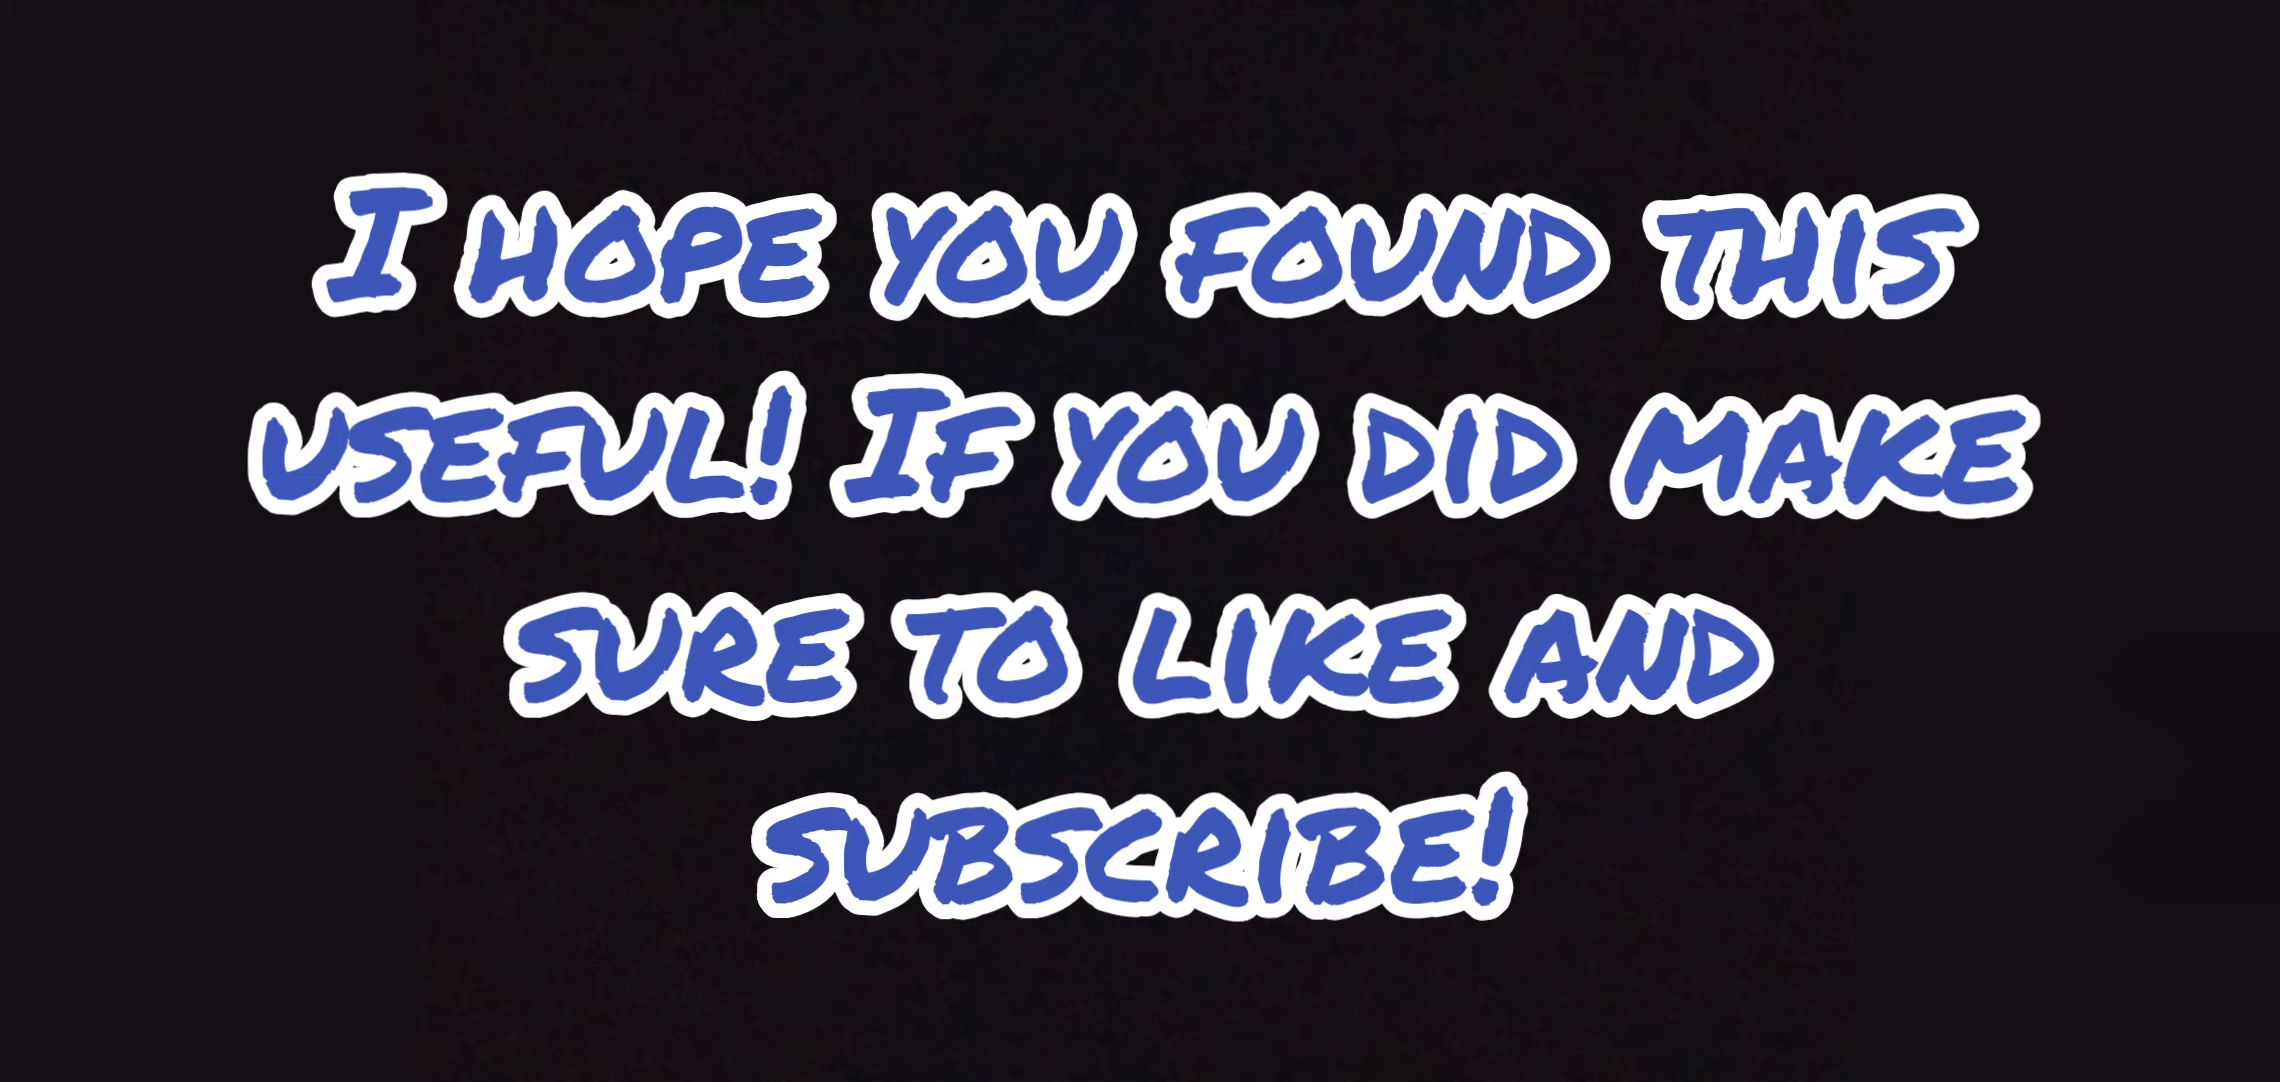 I hope you found this
useful! If you did make
sure to like and
subscribe!